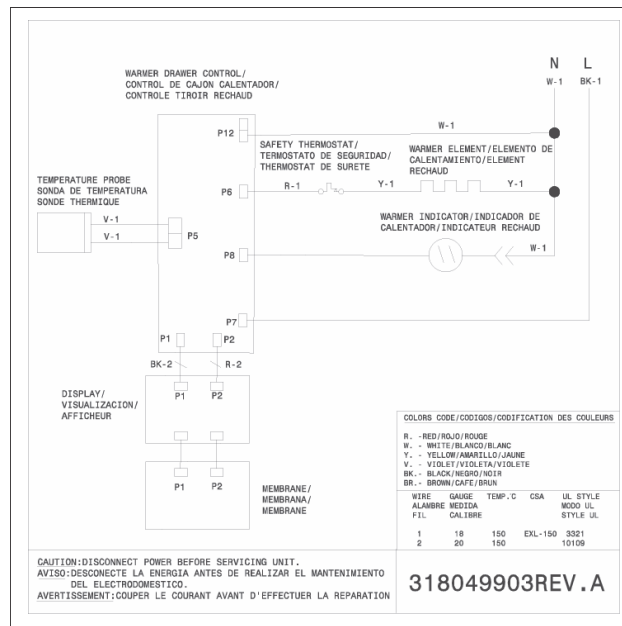 N L
W-1 BK-1
WARMER DRAWER CONTROL/
CONTROL DE CAJON CALENTADOR/
CONTROLE TIROIR RECHAUD
P12
W-1
SAFETY THERMOSTAT/
TERMOSTATO DE SEGURIDAD/
THERMOSTAT DE SURETE
WARMER ELEMENT/ELEMENTO DE
CALENTAMIENTO/ELEMENT
RECHAUD
TEMPERATURE PROBE
SONDA DE TEMPERATURA
SONDE THERMIQUE
P6
R-1
Y-1
Y-1
V-1
V-1
P5
WARMER INDICATOR/INDICADOR DE
CALENTADOR/INDICATEUR RECHAUD
P8
W-1
P7
P1 P2
BK-2 R-2
DISPLAY/
VISUALIZACION/
AFFICHEUR
P1 P2
P1 P2
MEMBRANE/
MEMBRANA/
MEMBRANE
COLORS CODE/CODIGOS/CODIFICATION DES COULEURS
R. -RED/ROJO/ROUGE
W. - WHITE/BLANCO/BLANC
Y. - YELLOW/AMARILLO/JAUNE
V. - VIOLET/VIOLETA/VIOLETE
BK.- BLACK/NEGRO/NOIR
BR.- BROWN/CAFE/BRUN
WIRE GAUGE TEMP.°C CSA UL STYLE
ALAMBRE MEDIDA MODO UL
FIL CALIBRE STYLE UL
1 18 150 EXL-150 3321
2 20 150 10109
CAUTION:DISCONNECT POWER BEFORE SERVICING UNIT.
AVISO:DESCONECTE LA ENERGIA ANTES DE REALIZAR EL MANTENIMIENTO
DEL ELECTRODOMESTICO.
AVERTISSEMENT:COUPER LE COURANT AVANT D'EFFECTUER LA REPARATION
318049903REV.A